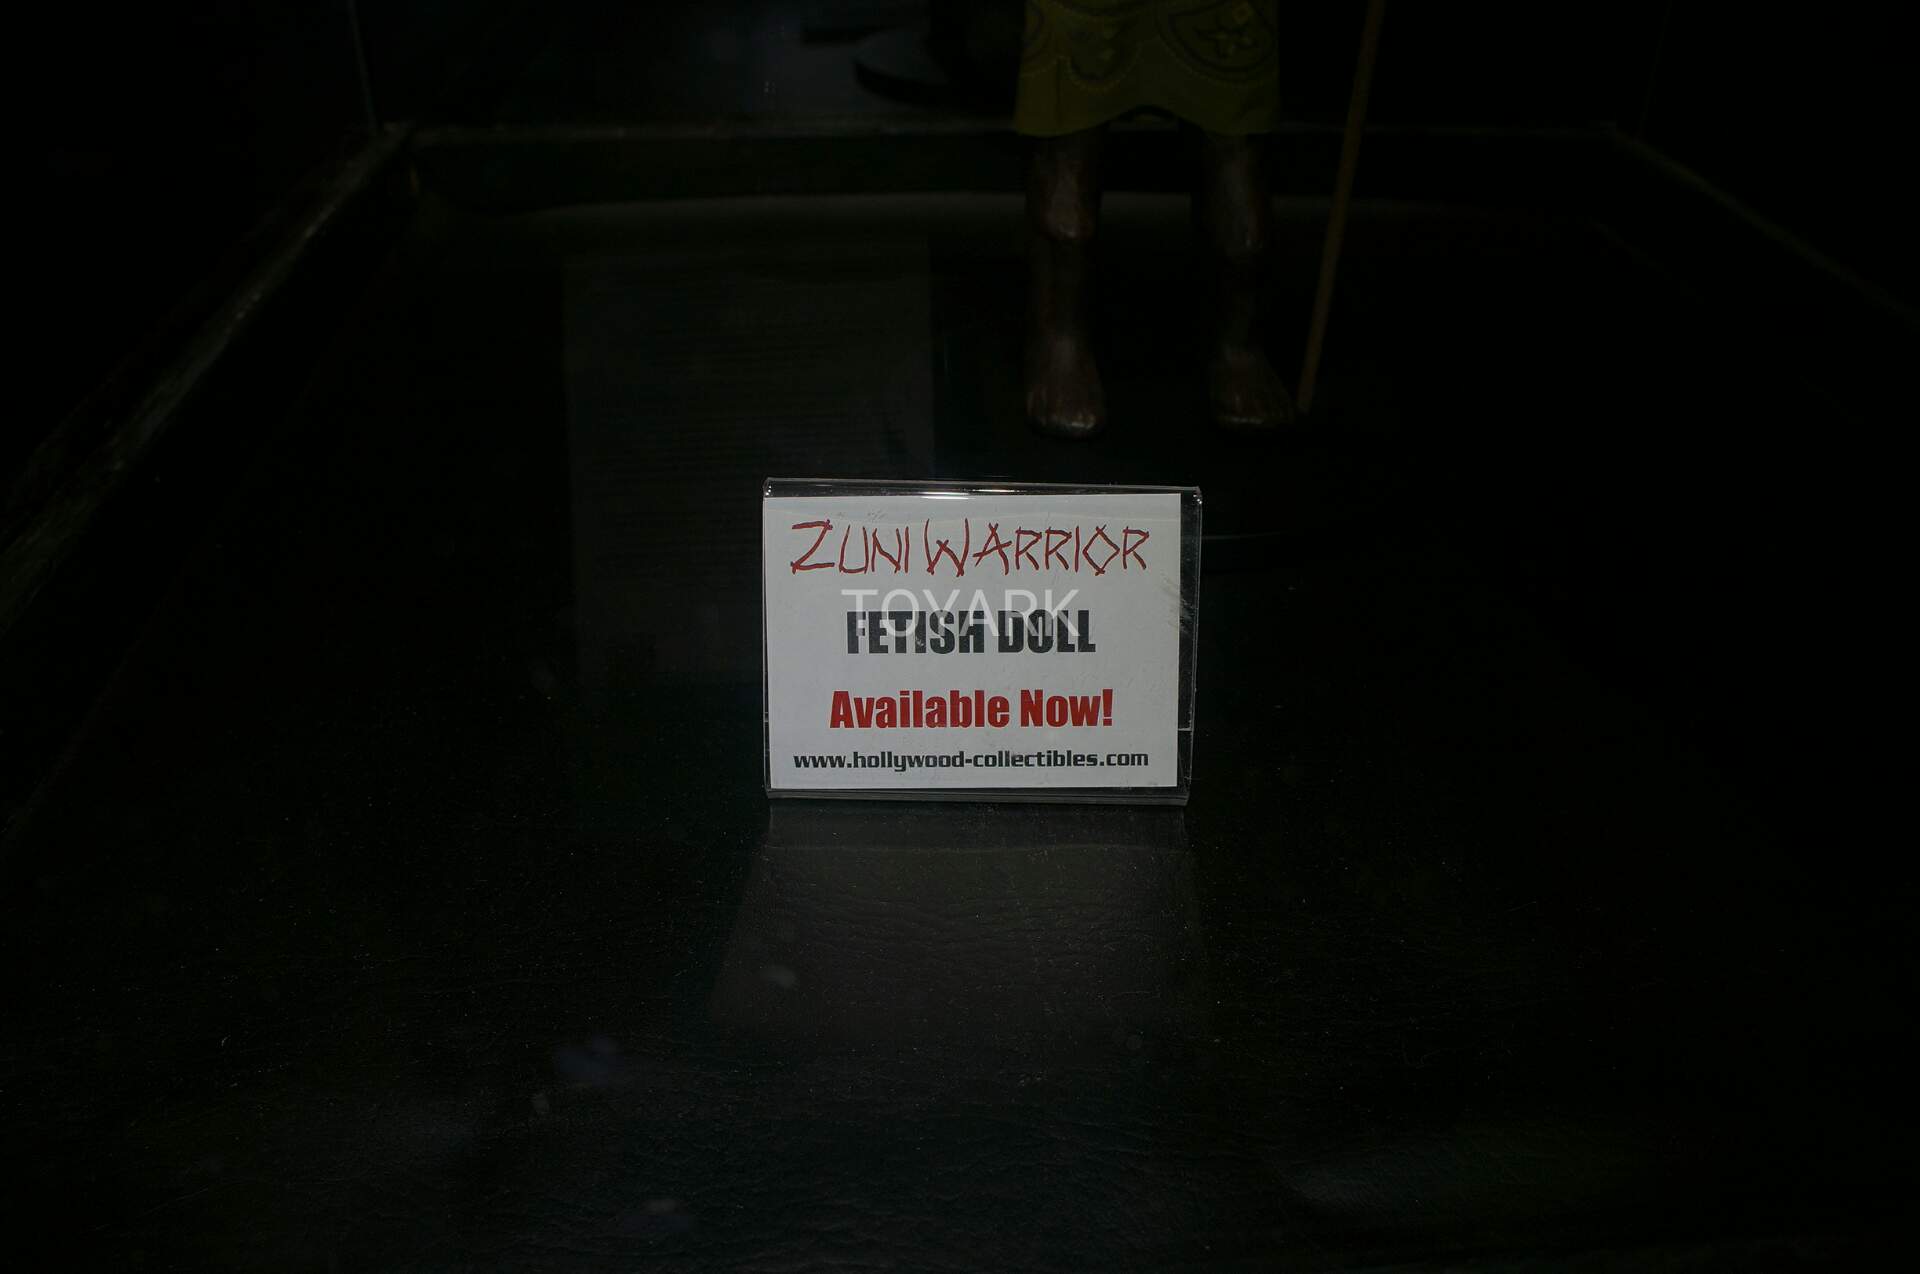 ZUNI WARRIOR
TOYARK
FETISH DOLL
Available Now!
www.hollywood-collectibles.com